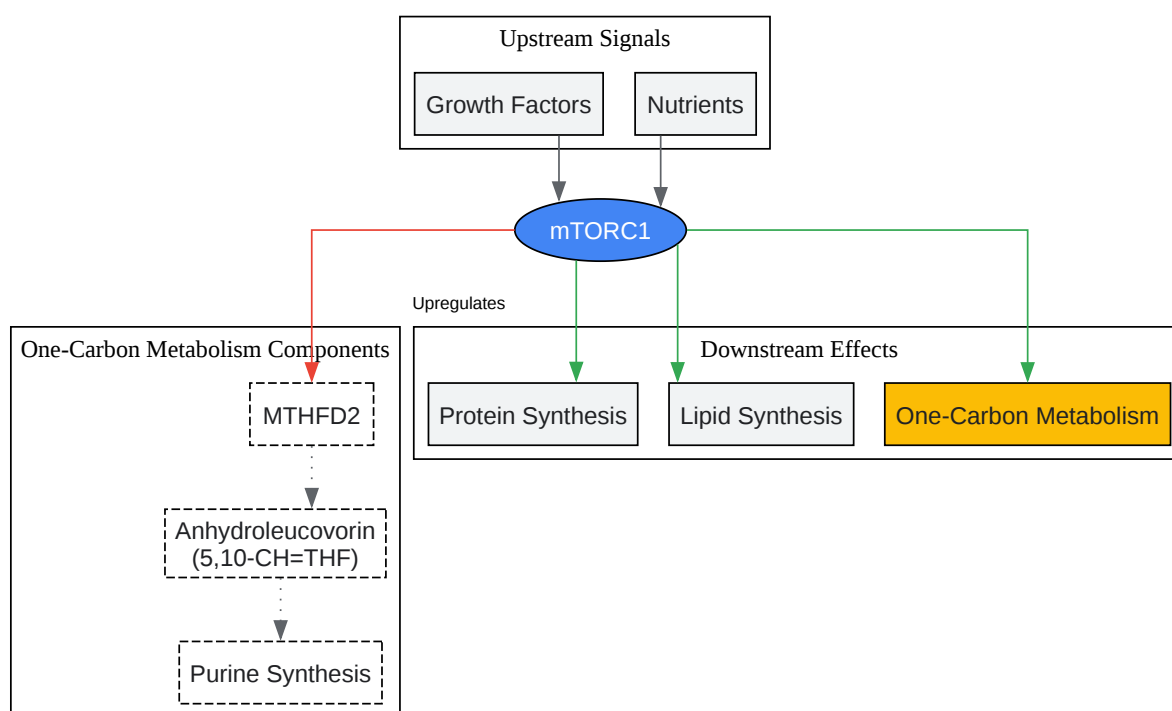 Upstream Signals
Growth Factors
Nutrients
mTORC1
Upregulates
One-Carbon Metabolism Components
Downstream Effects
MTHFD2
Protein Synthesis
Lipid Synthesis
One-Carbon Metabolism
Anhydroleucovorin
(5,10-CH=THF)
Purine Synthesis